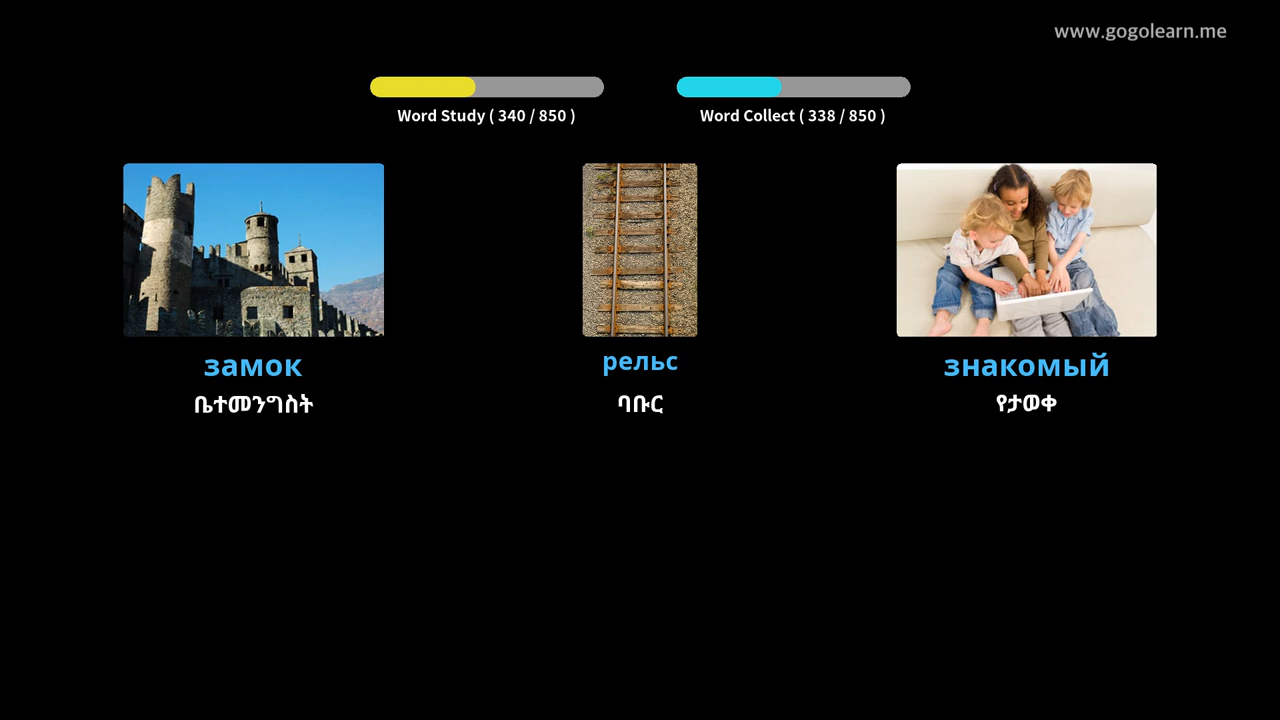 www.gogolearn.me
Word Study ( 340 / 850 )
Word Collect ( 338 / 850 )
замок
рельс
знакомый
ቤተመንግስት
ባቡር
የታወቀ